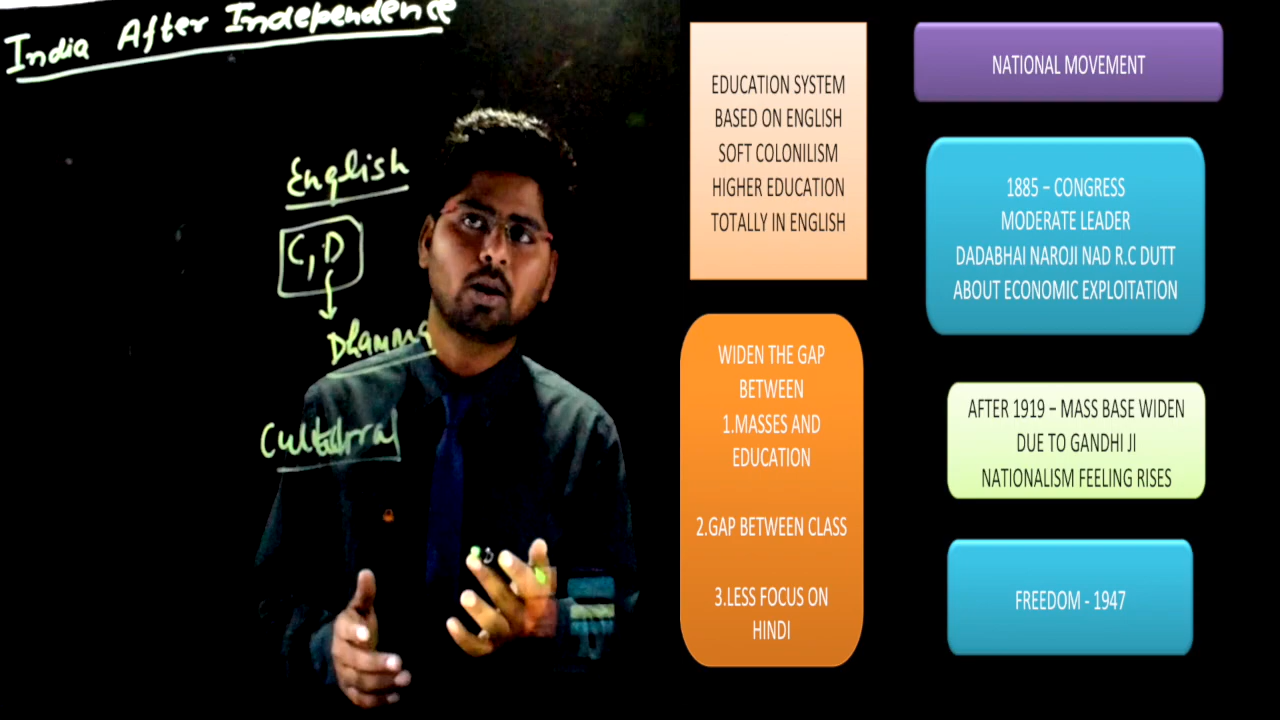 India After Independence
English
C, D
Dhamma
Cultural
EDUCATION SYSTEM
BASED ON ENGLISH
SOFT COLONILISM
HIGHER EDUCATION
TOTALLY IN ENGLISH
WIDEN THE GAP
BETWEEN
1.MASSES AND
EDUCATION
2.GAP BETWEEN CLASS
3.LESS FOCUS ON
HINDI
NATIONAL MOVEMENT
1885 – CONGRESS
MODERATE LEADER
DADABHAI NAROJI NAD R.C DUTT
ABOUT ECONOMIC EXPLOITATION
AFTER 1919 – MASS BASE WIDEN
DUE TO GANDHI JI
NATIONALISM FEELING RISES
FREEDOM - 1947